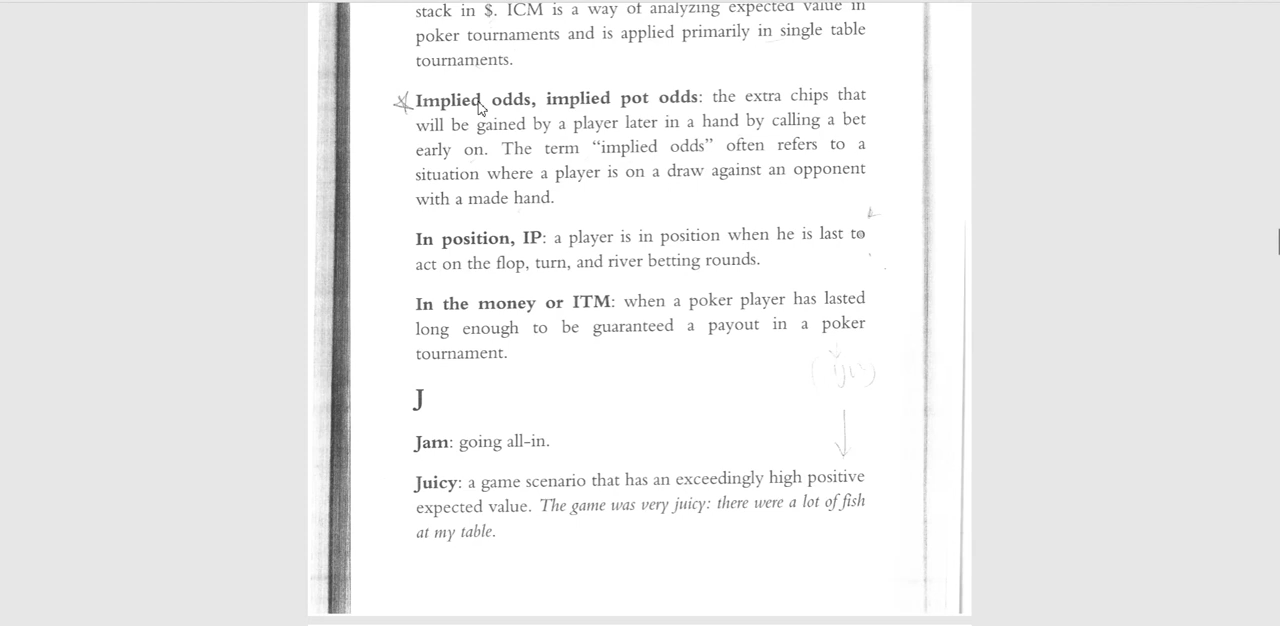 stack in $. ICM is a way of analyzing expected value in
poker tournaments and is applied primarily in single table
tournaments.
Implied odds, implied pot odds: the extra chips that
will be gained by a player later in a hand by calling a bet
early on. The term “implied odds” often refers to a
situation where a player is on a draw against an opponent
with a made hand.
In position, IP: a player is in position when he is last to
act on the flop, turn, and river betting rounds.
In the money or ITM: when a poker player has lasted
long enough to be guaranteed a payout in a poker
tournament.
J
Jam: going all-in.
Juicy: a game scenario that has an exceedingly high positive
expected value. The game was very juicy: there were a lot of fish
at my table.